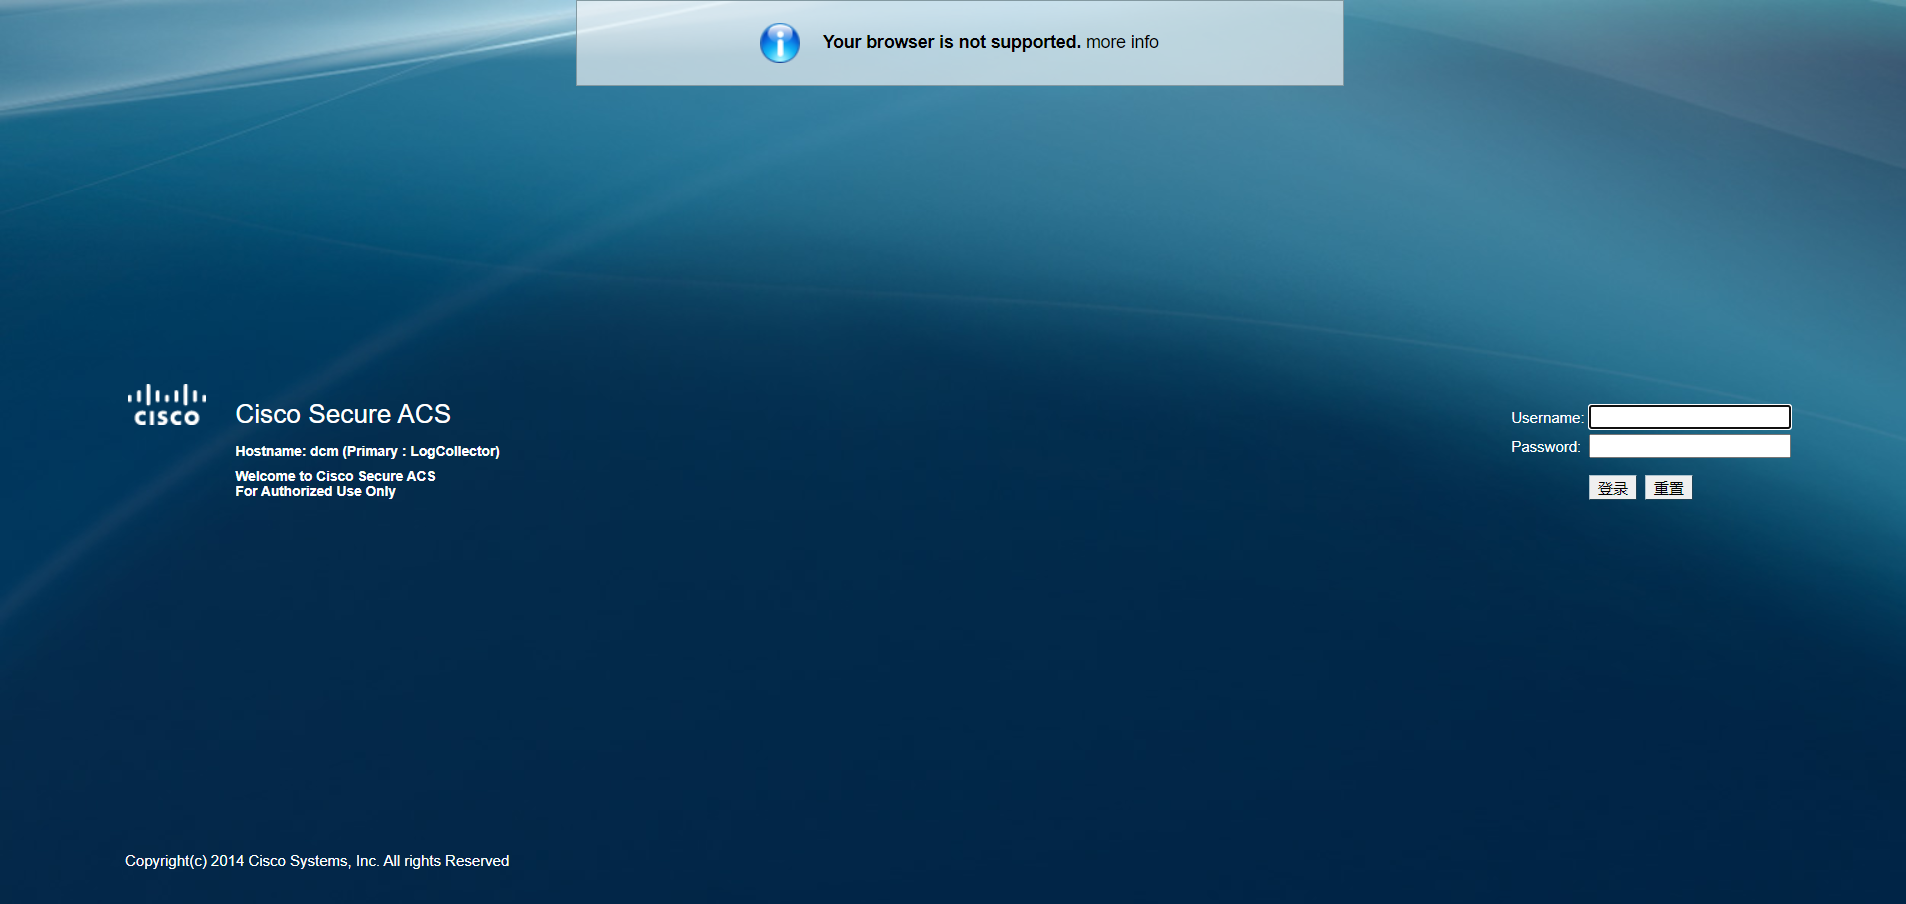 Your browser is not supported. more info
CISCO
Cisco Secure ACS
Hostname: dcm (Primary : LogCollector)
Welcome to Cisco Secure ACS
For Authorized Use Only
Username:
Password:
登录 重置
Copyright(c) 2014 Cisco Systems, Inc. All rights Reserved